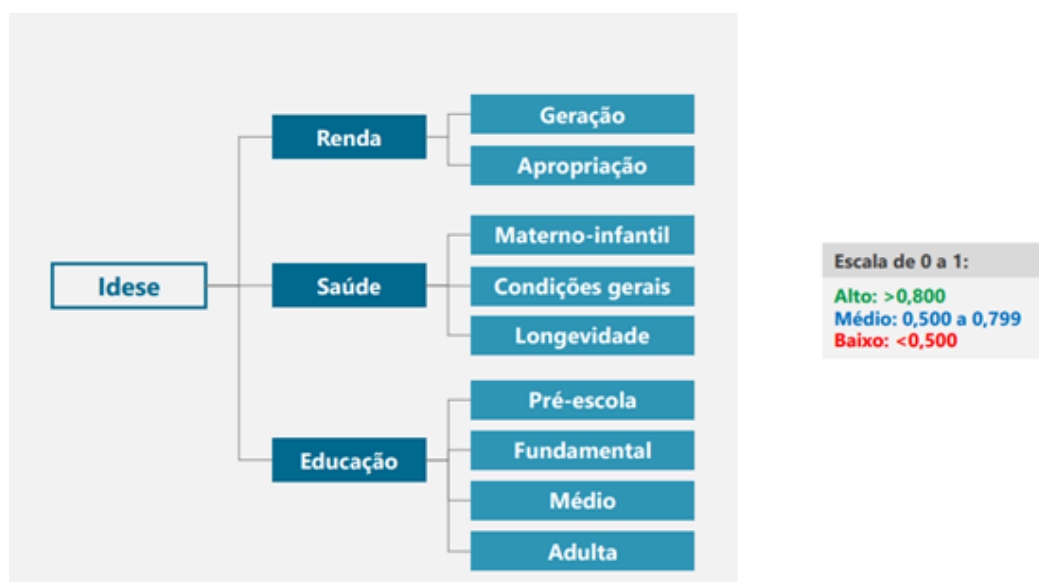 Idese
Renda
Geração
Apropriação
Saúde
Materno-infantil
Condições gerais
Longevidade
Educação
Pré-escola
Fundamental
Médio
Adulta
Escala de 0 a 1:
Alto: >0,800
Médio: 0,500 a 0,799
Baixo: <0,500